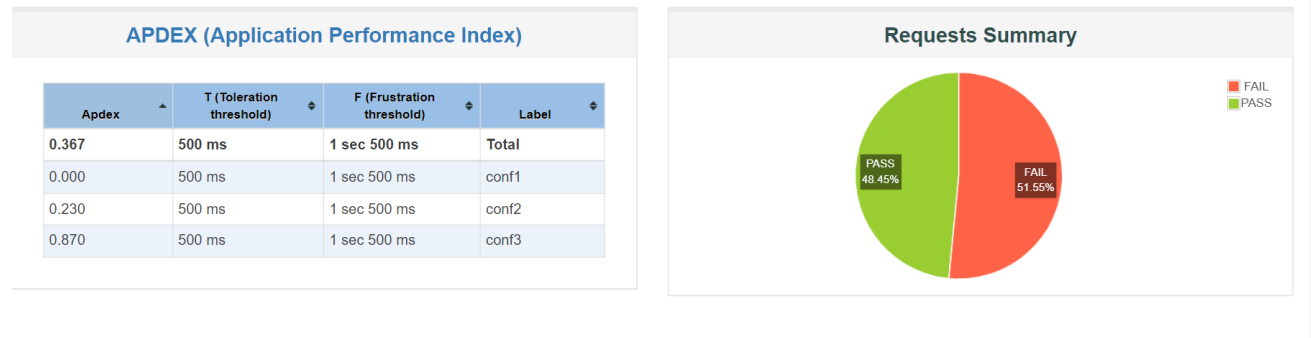 APDEX (Application Performance Index)
Apdex
T (Toleration
threshold)
F (Frustration
threshold)
Label
0.367 500 ms 1 sec 500 ms Total
0.000 500 ms 1 sec 500 ms conf1
0.230 500 ms 1 sec 500 ms conf2
0.870 500 ms 1 sec 500 ms conf3
Requests Summary
FAIL
PASS
PASS
48.45%
FAIL
51.55%